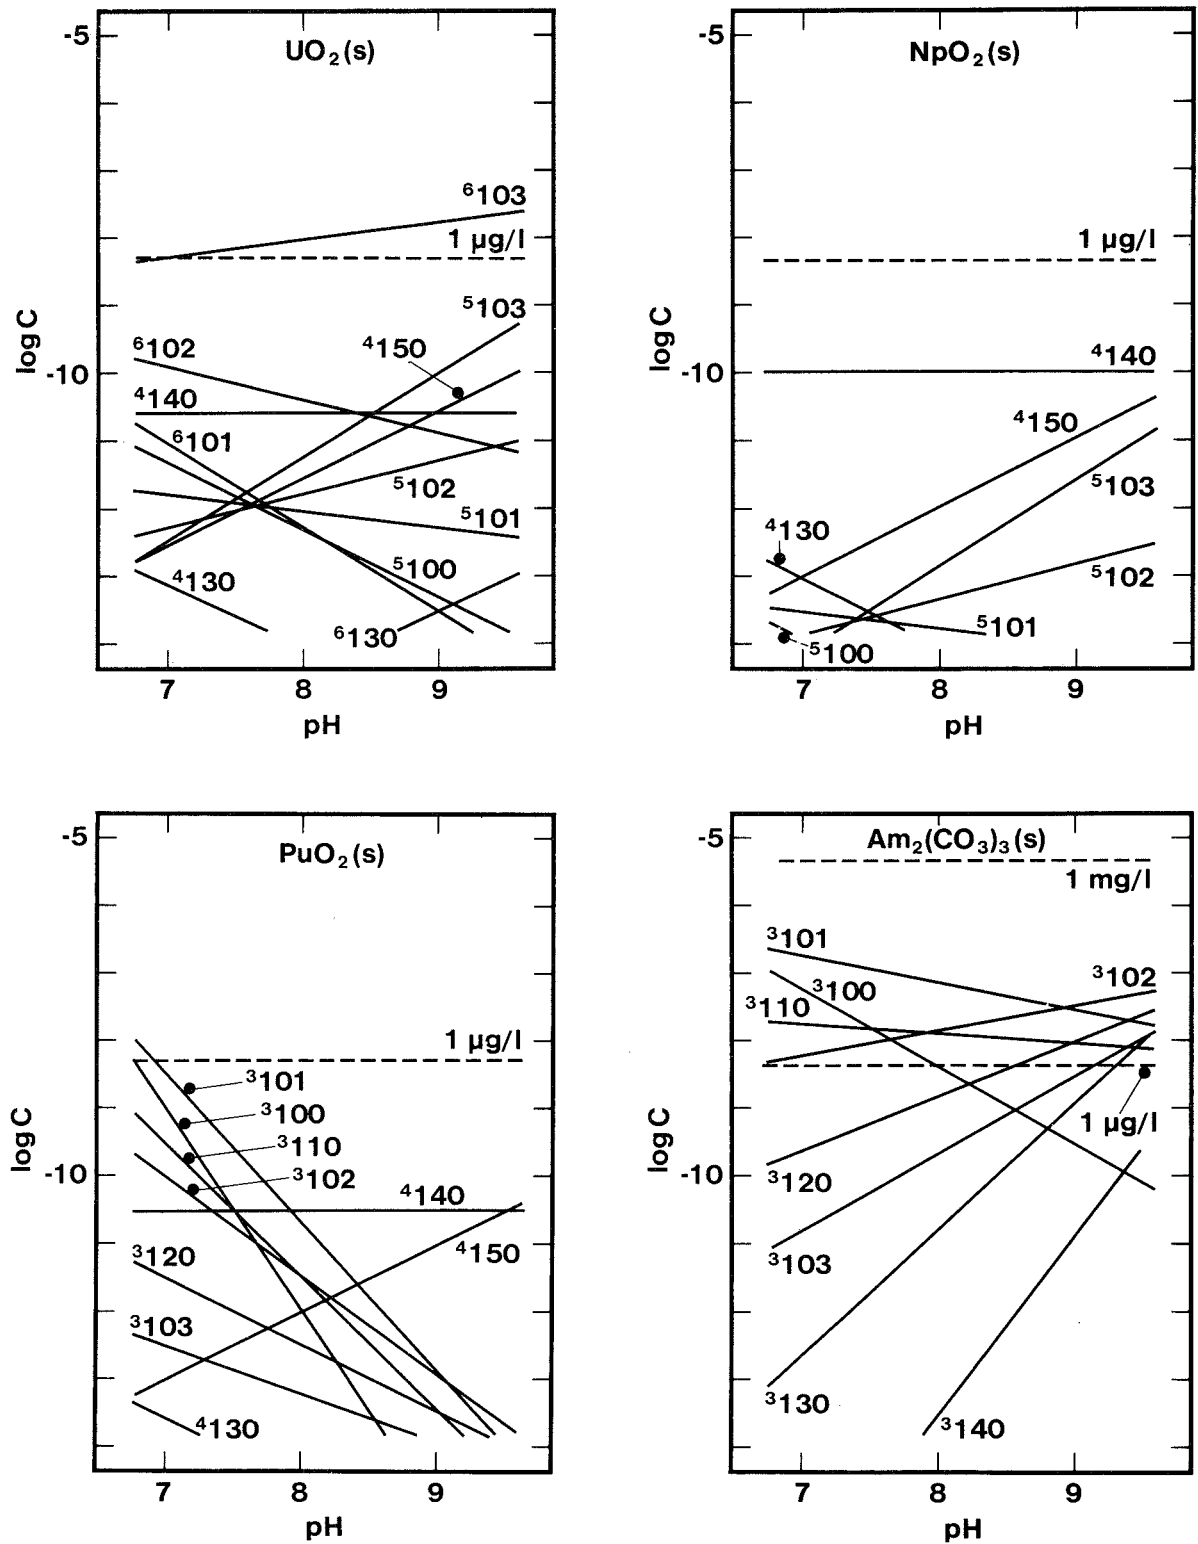 UO₂(s)
-5
⁶103
1 µg/l
⁵103
⁴150
⁶102
-10
⁴140
⁶101
⁵102
⁵101
⁵100
⁴130
⁶130
log C
7 8 9
pH
NpO₂(s)
-5
1 µg/l
-10
⁴140
⁴150
⁵103
⁴130
⁵102
⁵101
⁵100
log C
7 8 9
pH
PuO₂(s)
-5
1 µg/l
³101
³100
³110
³102
-10
⁴140
⁴150
³120
³103
⁴130
log C
7 8 9
pH
-5
Am₂(CO₃)₃(s)
1 mg/l
³101
³102
³100
³110
1 µg/l
-10
³120
³103
³130
³140
log C
7 8 9
pH